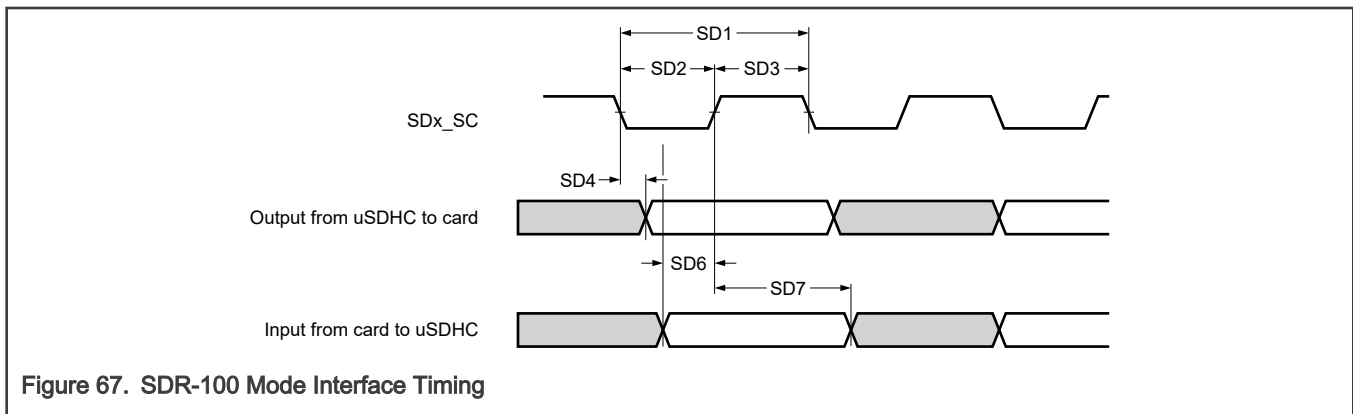 SD1
SD2
SD3
SDx_SC
SD4
Output from uSDHC to card
SD6
SD7
Input from card to uSDHC
Figure 67. SDR-100 Mode Interface Timing